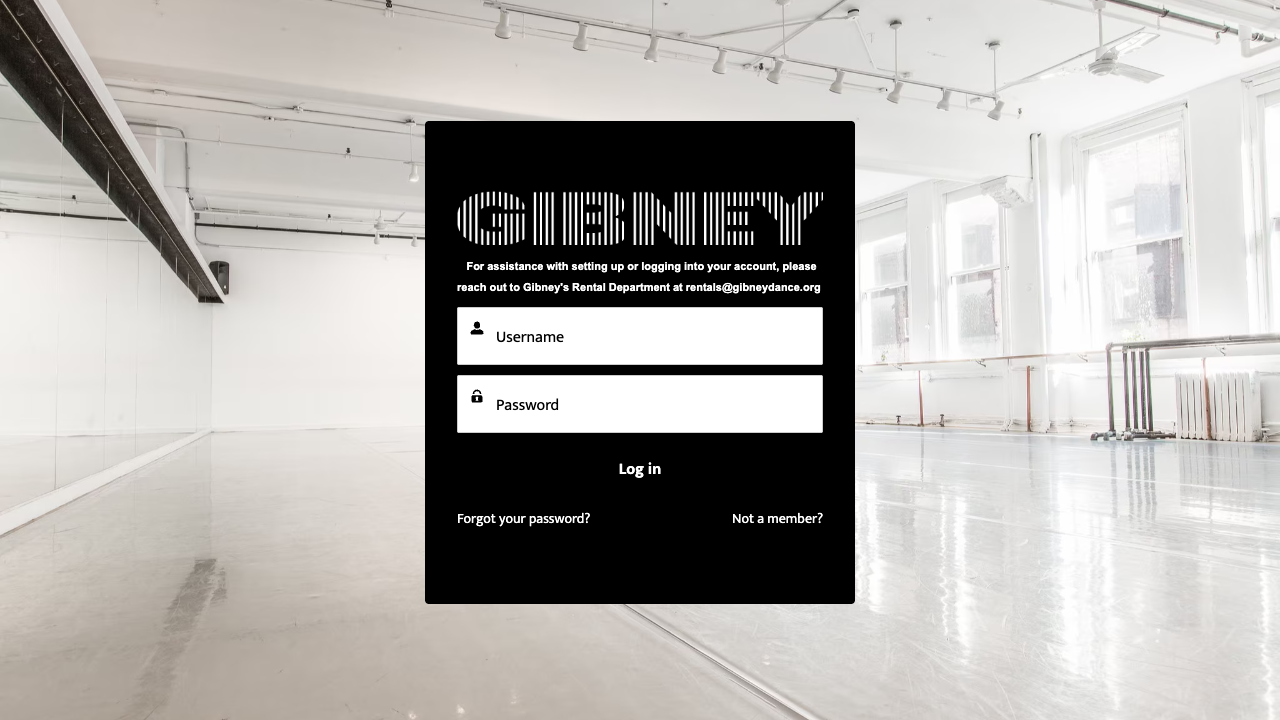 GIBNEY
For assistance with setting up or logging into your account, please
reach out to Gibney's Rental Department at rentals@gibneydance.org
Username
Password
Log in
Forgot your password?
Not a member?